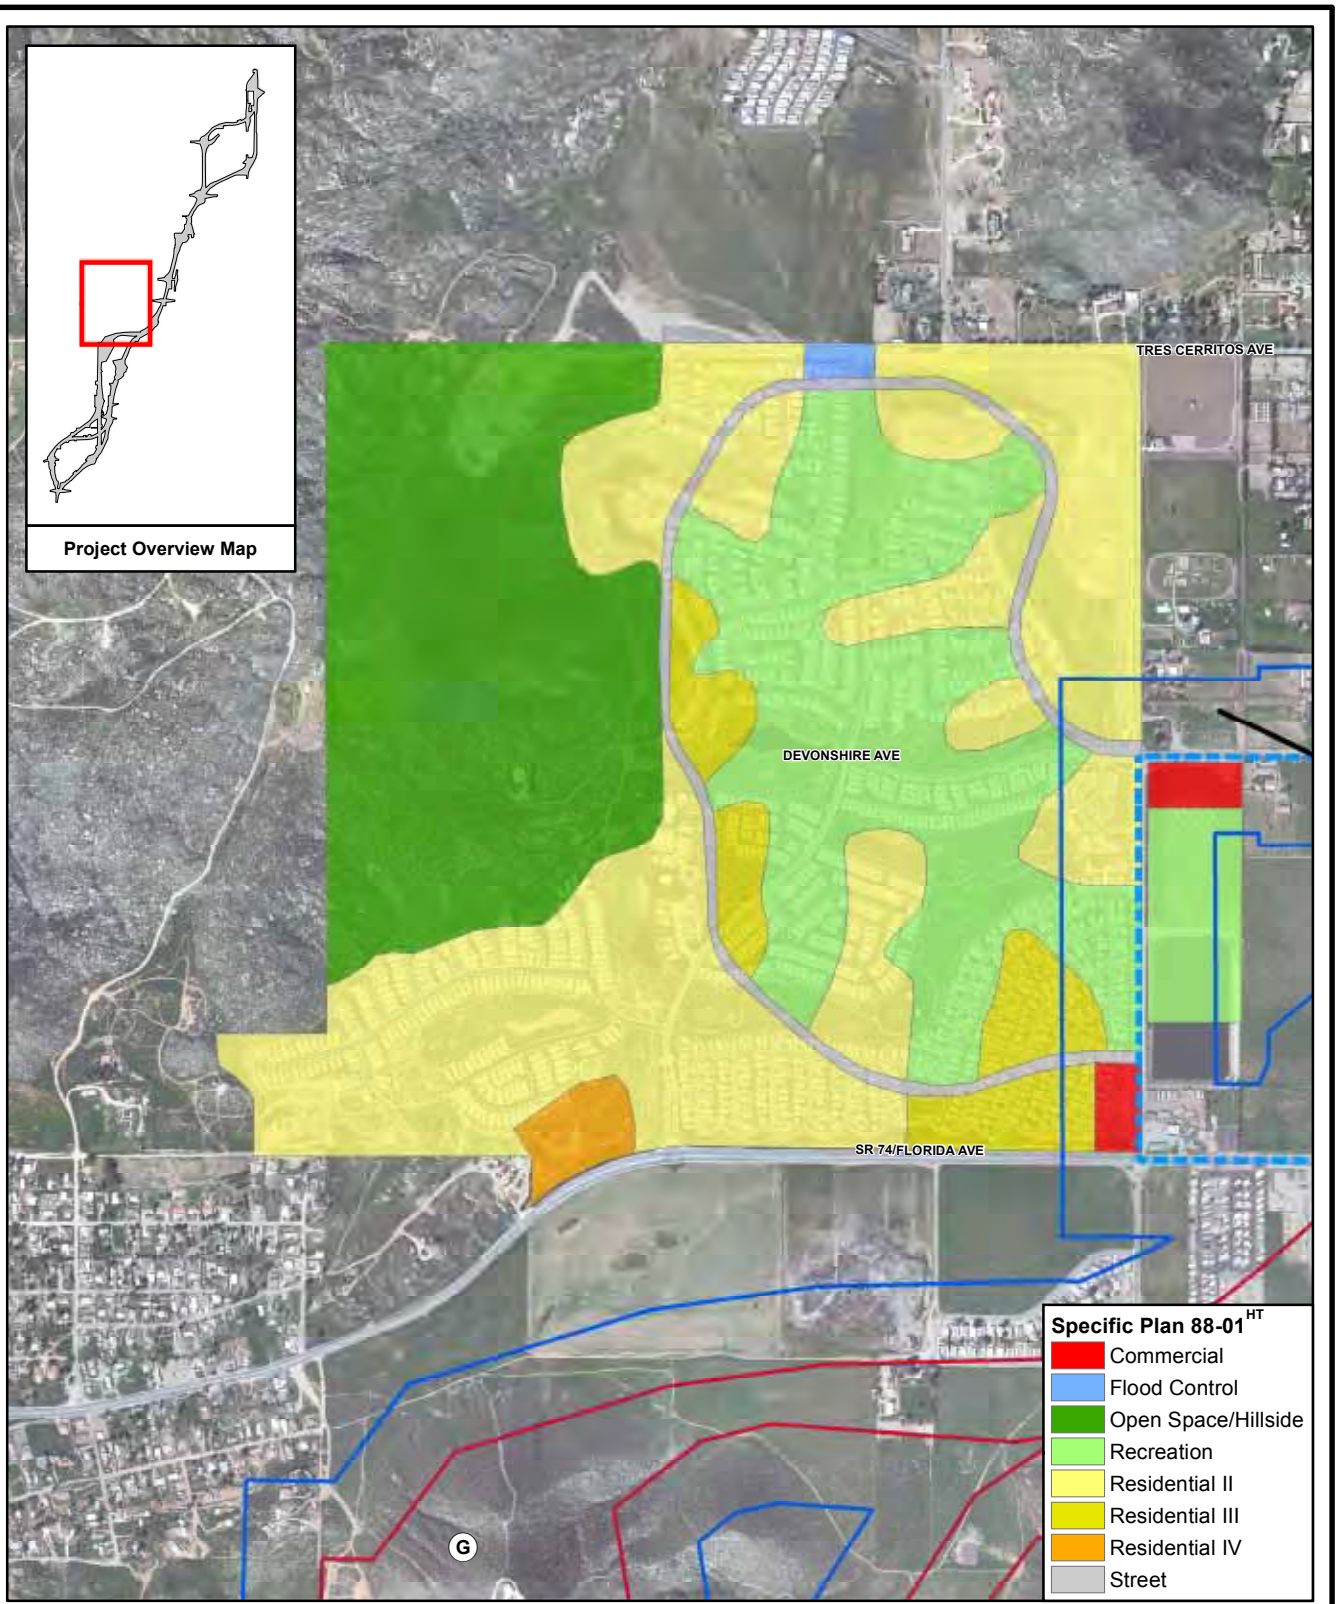 Project Overview Map
TRES CERRITOS AVE
DEVONSHIRE AVE
SR 74/FLORIDA AVE
G
Specific Plan 88-01HT
Commercial
Flood Control
Open Space/Hillside
Recreation
Residential II
Residential III
Residential IV
Street